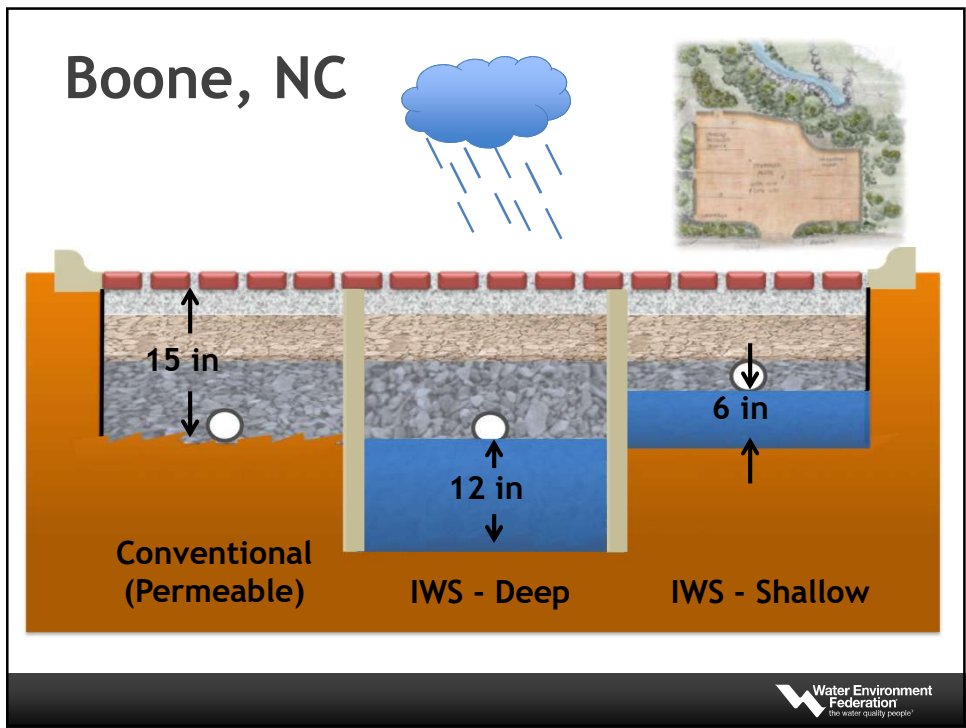 Boone, NC
15 in
12 in
6 in
Conventional
(Permeable)
IWS - Deep
IWS - Shallow
Water Environment
Federation
the water quality people